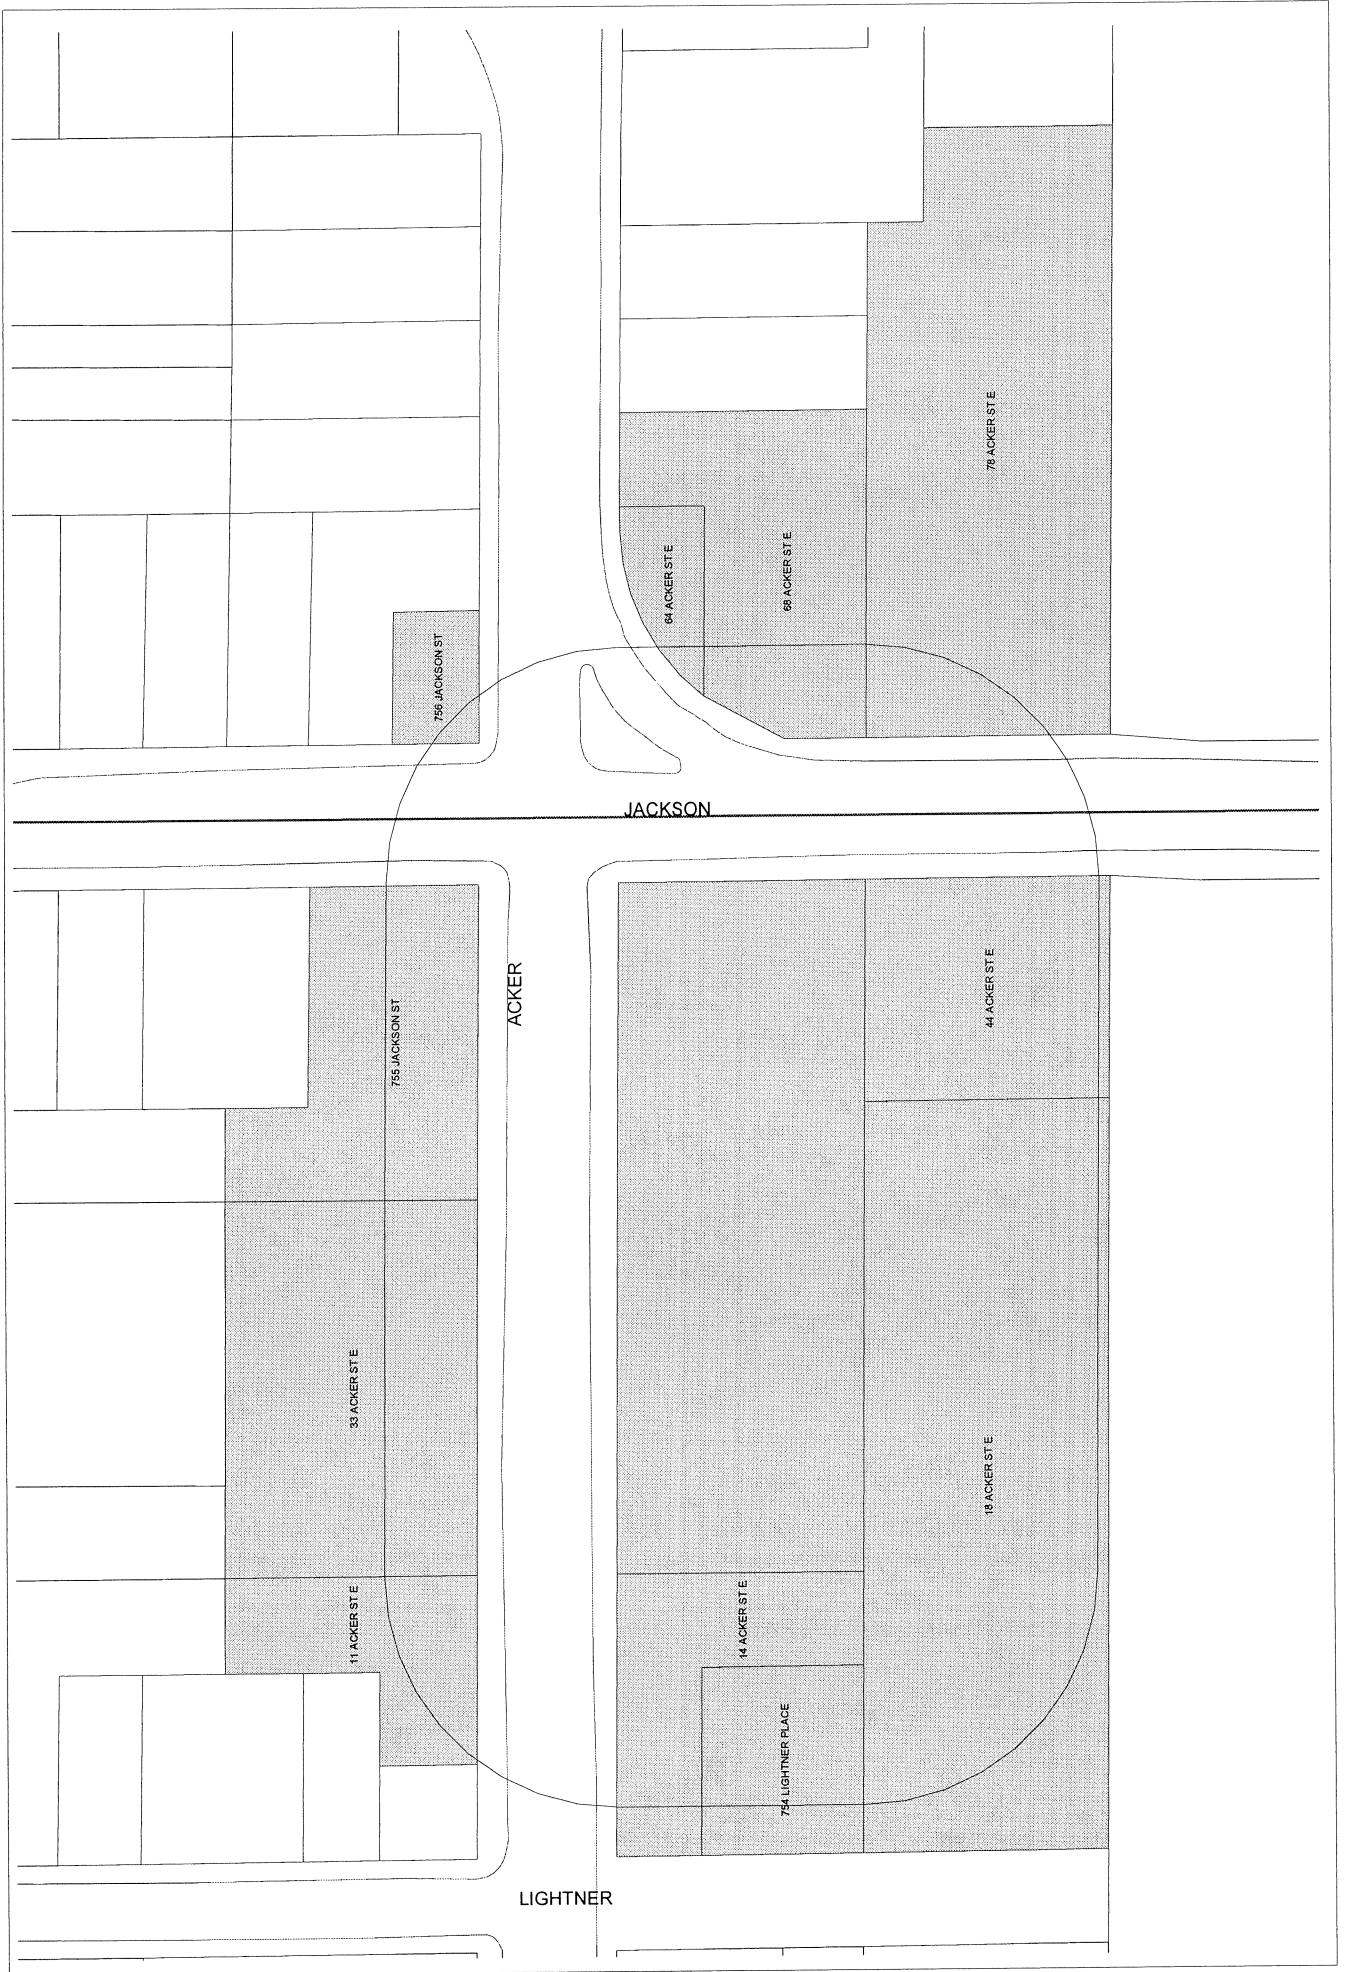 78 ACKER ST E
64 ACKER ST E
68 ACKER ST E
756 JACKSON ST
JACKSON
ACKER
44 ACKER ST E
755 JACKSON ST
33 ACKER ST E
18 ACKER ST E
11 ACKER ST E
14 ACKER ST E
754 LIGHTNER PLACE
LIGHTNER